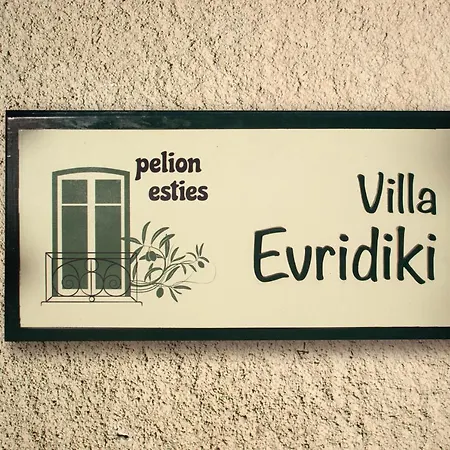 pelion
esties
Villa
Evridiki